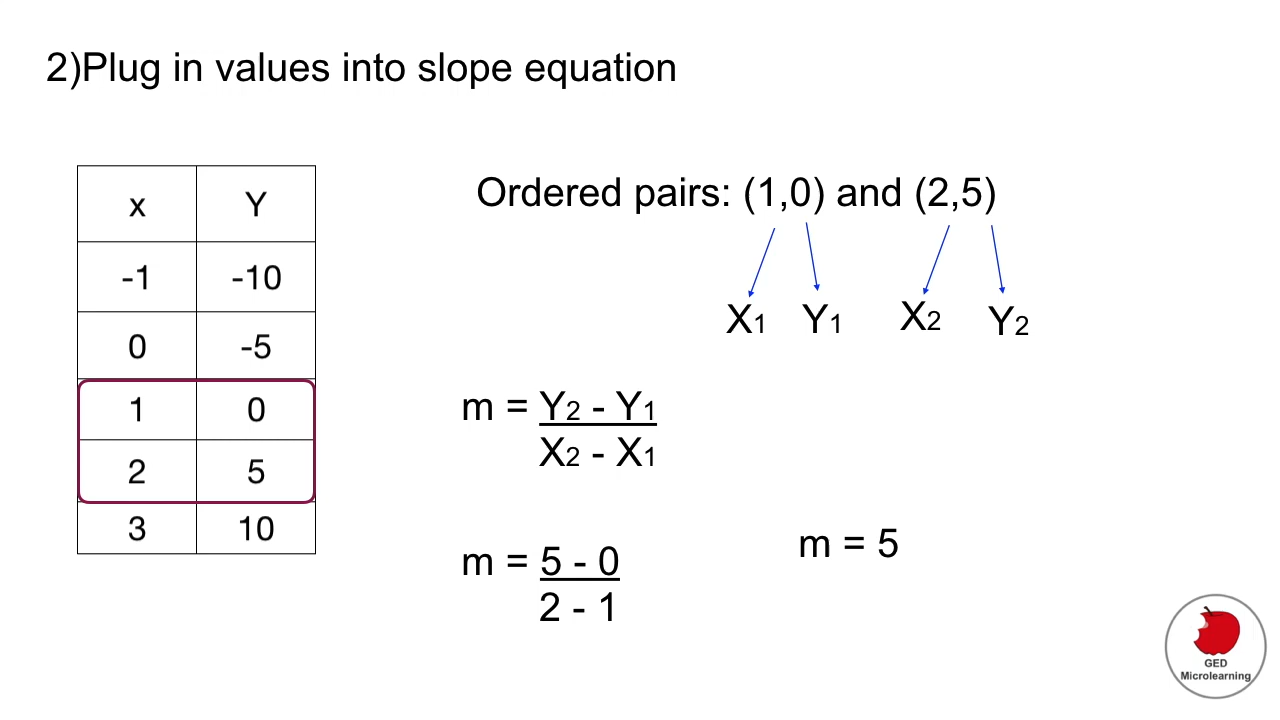 2)Plug in values into slope equation
x Y
-1 -10
0 -5
1 0
2 5
3 10
Ordered pairs: (1,0) and (2,5)
X1 Y1 X2 Y2
m = Y2 - Y1
X2 - X1
m = 5 - 0
2 - 1
m = 5
GED
Microlearning